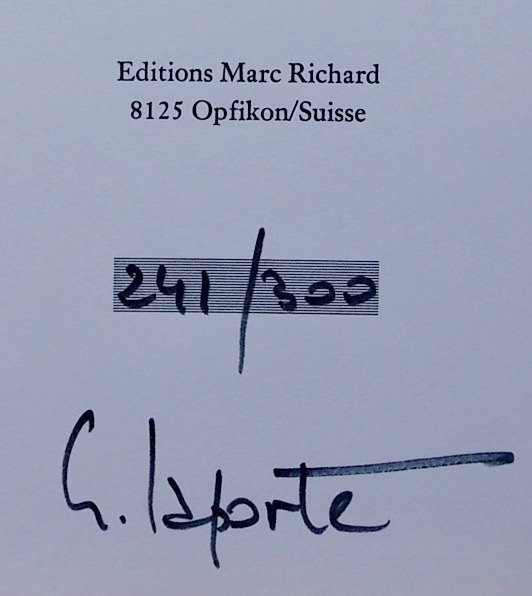 Editions Marc Richard
8125 Opfikon/Suisse
241/300
G. laporte